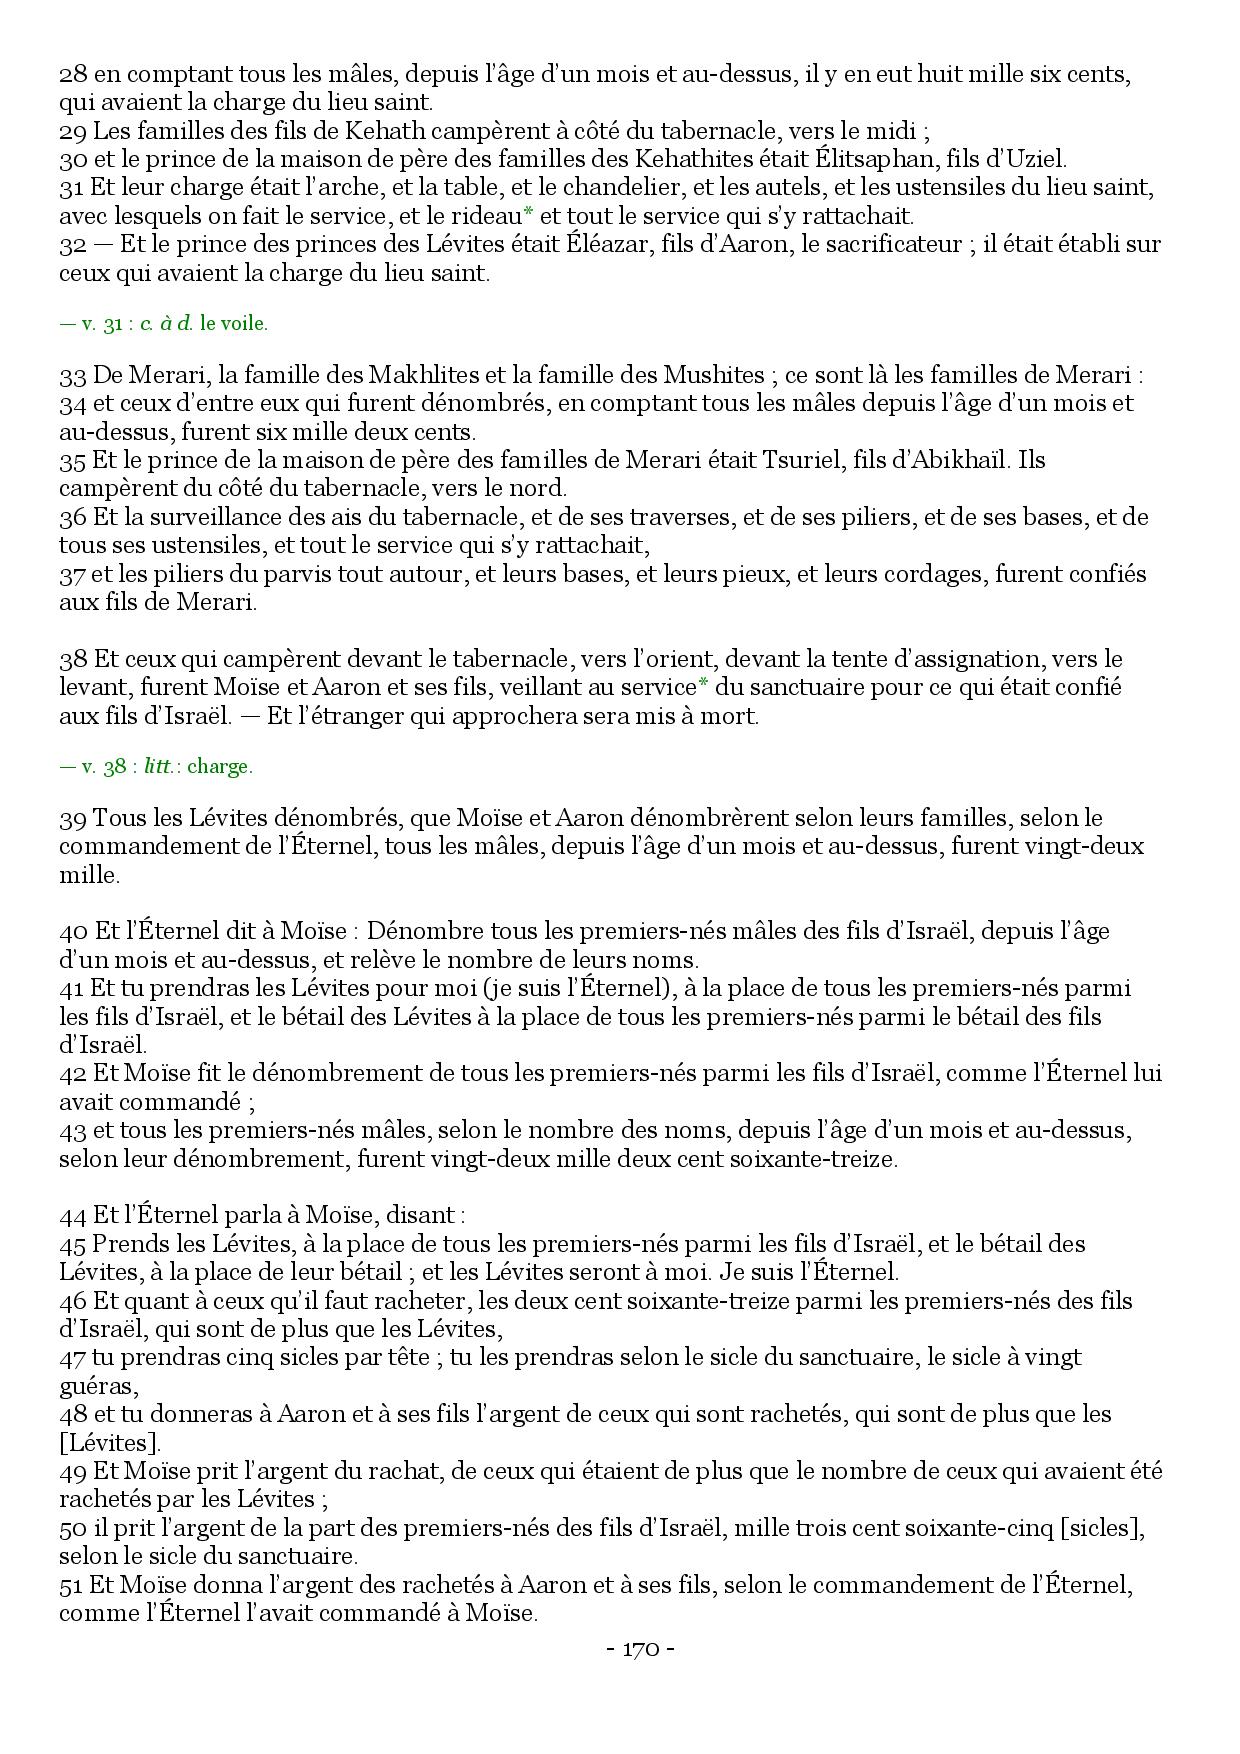 28 en comptant tous les mâles, depuis l’âge d’un mois et au-dessus, il y en eut huit mille six cents,
qui avaient la charge du lieu saint.
29 Les familles des fils de Kehath campèrent à côté du tabernacle, vers le midi ;
30 et le prince de la maison de père des familles des Kehathites était Élitsaphan, fils d’Uziel.
31 Et leur charge était l’arche, et la table, et le chandelier, et les autels, et les ustensiles du lieu saint,
avec lesquels on fait le service, et le rideau* et tout le service qui s’y rattachait.
32 — Et le prince des princes des Lévites était Éléazar, fils d’Aaron, le sacrificateur ; il était établi sur
ceux qui avaient la charge du lieu saint.
— v. 31 : c. à d. le voile.
33 De Merari, la famille des Makhlites et la famille des Mushites ; ce sont là les familles de Merari :
34 et ceux d’entre eux qui furent dénombrés, en comptant tous les mâles depuis l’âge d’un mois et
au-dessus, furent six mille deux cents.
35 Et le prince de la maison de père des familles de Merari était Tsuriel, fils d’Abikhaïl. Ils
campèrent du côté du tabernacle, vers le nord.
36 Et la surveillance des ais du tabernacle, et de ses traverses, et de ses piliers, et de ses bases, et de
tous ses ustensiles, et tout le service qui s’y rattachait,
37 et les piliers du parvis tout autour, et leurs bases, et leurs pieux, et leurs cordages, furent confiés
aux fils de Merari.
38 Et ceux qui campèrent devant le tabernacle, vers l’orient, devant la tente d’assignation, vers le
levant, furent Moïse et Aaron et ses fils, veillant au service* du sanctuaire pour ce qui était confié
aux fils d’Israël. — Et l’étranger qui approchera sera mis à mort.
— v. 38 : litt.: charge.
39 Tous les Lévites dénombrés, que Moïse et Aaron dénombrèrent selon leurs familles, selon le
commandement de l’Éternel, tous les mâles, depuis l’âge d’un mois et au-dessus, furent vingt-deux
mille.
40 Et l’Éternel dit à Moïse : Dénombre tous les premiers-nés mâles des fils d’Israël, depuis l’âge
d’un mois et au-dessus, et relève le nombre de leurs noms.
41 Et tu prendras les Lévites pour moi (je suis l’Éternel), à la place de tous les premiers-nés parmi
les fils d’Israël, et le bétail des Lévites à la place de tous les premiers-nés parmi le bétail des fils
d’Israël.
42 Et Moïse fit le dénombrement de tous les premiers-nés parmi les fils d’Israël, comme l’Éternel lui
avait commandé ;
43 et tous les premiers-nés mâles, selon le nombre des noms, depuis l’âge d’un mois et au-dessus,
selon leur dénombrement, furent vingt-deux mille deux cent soixante-treize.
44 Et l’Éternel parla à Moïse, disant :
45 Prends les Lévites, à la place de tous les premiers-nés parmi les fils d’Israël, et le bétail des
Lévites, à la place de leur bétail ; et les Lévites seront à moi. Je suis l’Éternel.
46 Et quant à ceux qu’il faut racheter, les deux cent soixante-treize parmi les premiers-nés des fils
d’Israël, qui sont de plus que les Lévites,
47 tu prendras cinq sicles par tête ; tu les prendras selon le sicle du sanctuaire, le sicle à vingt
guéras,
48 et tu donneras à Aaron et à ses fils l’argent de ceux qui sont rachetés, qui sont de plus que les
[Lévites].
49 Et Moïse prit l’argent du rachat, de ceux qui étaient de plus que le nombre de ceux qui avaient été
rachetés par les Lévites ;
50 il prit l’argent de la part des premiers-nés des fils d’Israël, mille trois cent soixante-cinq [sicles],
selon le sicle du sanctuaire.
51 Et Moïse donna l’argent des rachetés à Aaron et à ses fils, selon le commandement de l’Éternel,
comme l’Éternel l’avait commandé à Moïse.
- 170 -